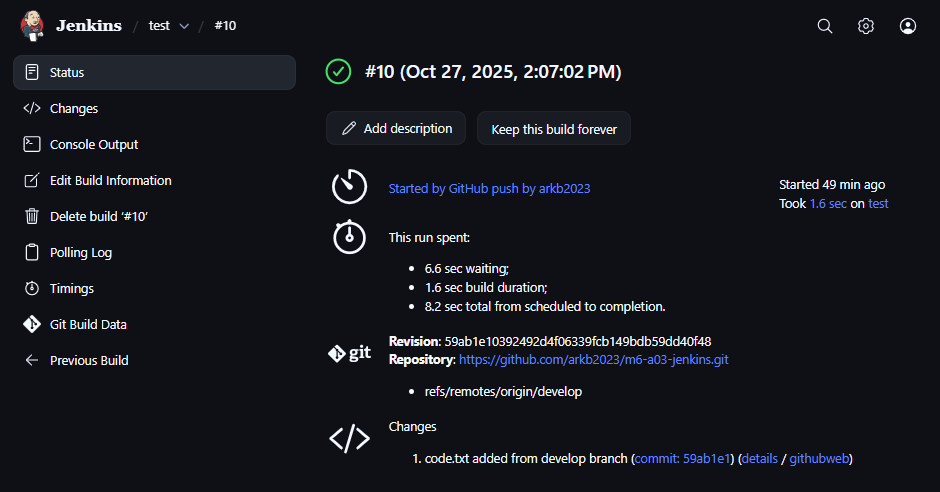 Jenkins / test / #10
Status
Changes
Console Output
Edit Build Information
Delete build ‘#10’
Polling Log
Timings
Git Build Data
Previous Build
#10 (Oct 27, 2025, 2:07:02 PM)
Add description
Keep this build forever
Started by GitHub push by arkb2023
Started 49 min ago
Took 1.6 sec on test
This run spent:
• 6.6 sec waiting;
• 1.6 sec build duration;
• 8.2 sec total from scheduled to completion.
git
Revision: 59ab1e10392492d4f06339fcb149bdb59dd40f48
Repository: https://github.com/arkb2023/m6-a03-jenkins.git
• refs/remotes/origin/develop
Changes
1. code.txt added from develop branch (commit: 59ab1e1) (details / githubweb)